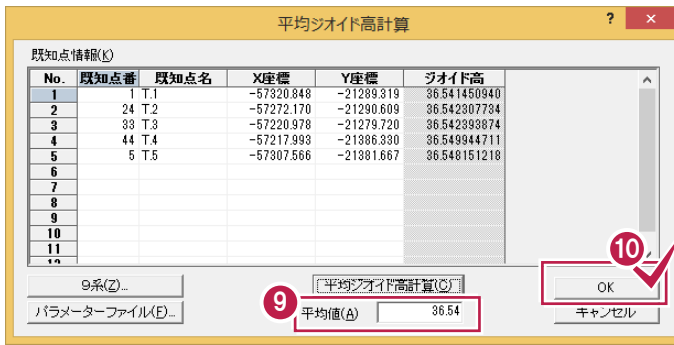 平均ジオイド高計算
? ×
既知点情報(K)
No. 既知点番 既知点名 X座標 Y座標 ジオイド高
1 1 T.1 -57320.848 -21289.319 36.541450940
2 24 T.2 -57272.170 -21290.609 36.542307734
3 33 T.3 -57220.978 -21279.720 36.542393874
4 44 T.4 -57217.993 -21386.330 36.549944711
5 5 T.5 -57307.566 -21381.667 36.548151218
6
7
8
9
10
11
12
10
9系(Z)... 平均ジオイド高計算(C) OK
9
パラメーターファイル(F)... 平均値(A) 36.54 キャンセル